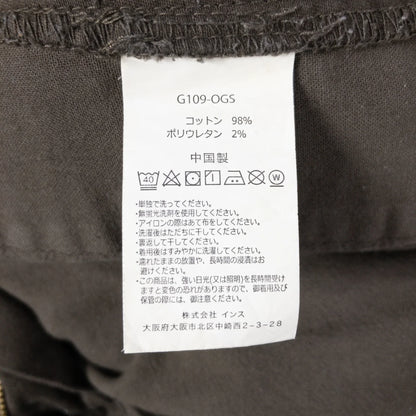 G109-OGS
コットン 98%
ポリウレタン 2%
中国製
40
W
・単独で洗ってください。
・無蛍光洗剤を使用してください。
・アイロンの際はあて布をしてください。
・洗濯後はただちに干してください。
・裏返して干してください。
・着用後はすみやかに洗濯してください。
・濡れたままの放置や、長時間の浸漬はお
避けください。
・この商品は、強い日光(又は照明)を長時間受け
ますと変色の恐れがありますので、御着用及び
保管の際には、御注意ください。
株式会社 インス
大阪府大阪市北区中崎西2-3-28